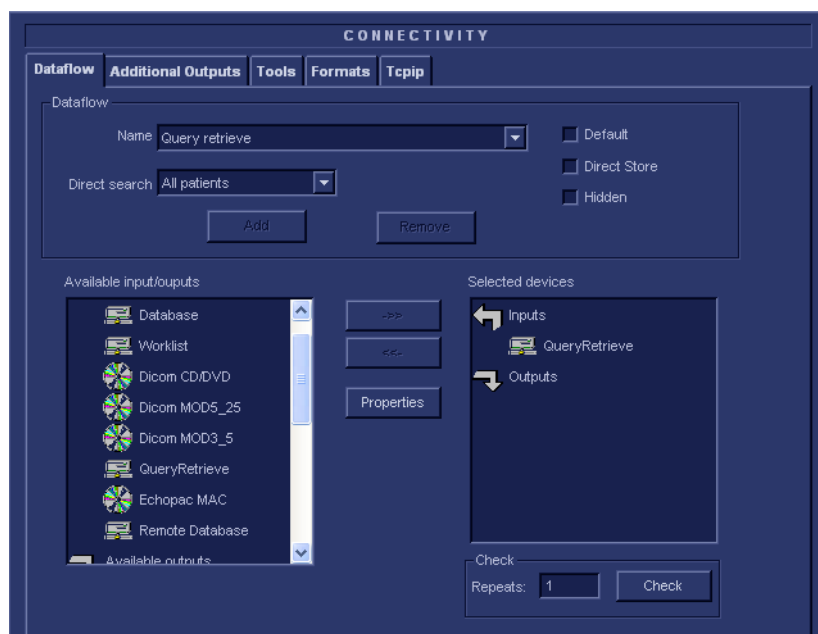 CONNECTIVITY
Dataflow Additional Outputs Tools Formats Tcpip
Dataflow
Name Query retrieve
Default
Direct Store
Direct search All patients
Hidden
Add Remove
Available input/ouputs
Database
Worklist
Dicom CD/DVD
Dicom MOD5_25
Dicom MOD3_5
QueryRetrieve
Echopac MAC
Remote Database
Available outputs
->>
<<-
Properties
Selected devices
Inputs
QueryRetrieve
Outputs
Check
Repeats: 1 Check